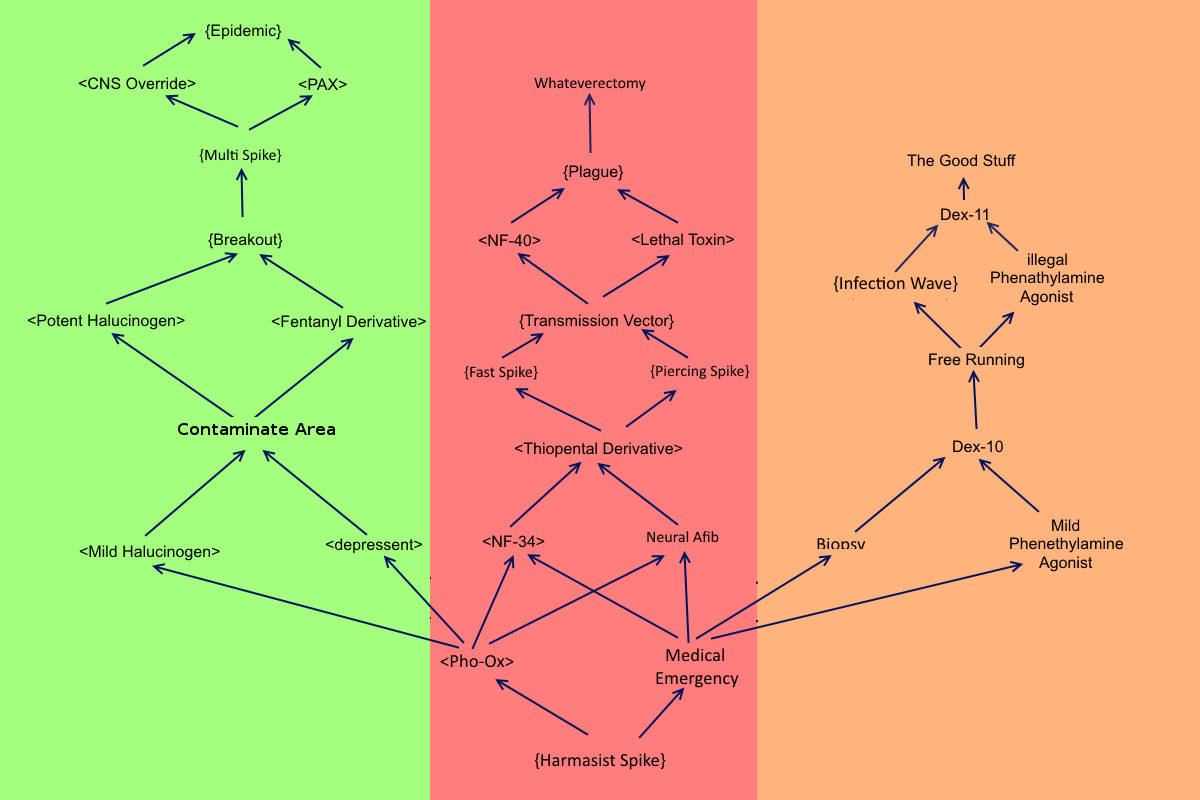 {Epidemic}
<CNS Override>
<PAX>
{Multi Spike}
{Breakout}
<Potent Halucinogen>
<Fentanyl Derivative>
Contaminate Area
<Mild Halucinogen>
<depressent>
Whateverectomy
{Plague}
<NF-40>
<Lethal Toxin>
{Transmission Vector}
{Fast Spike}
{Piercing Spike}
<Thiopental Derivative>
<NF-34>
Neural Afib
<Pho-Ox>
Medical
Emergency
{Harmasist Spike}
The Good Stuff
Dex-11
{Infection Wave}
illegal
Phenathylamine
Agonist
Free Running
Dex-10
Biopsy
Mild
Phenethylamine
Agonist